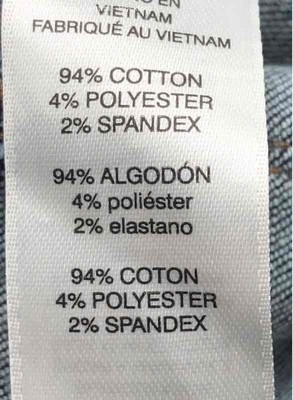 EN
VIETNAM
FABRIQUÉ AU VIETNAM
94% COTTON
4% POLYESTER
2% SPANDEX
94% ALGODÓN
4% poliéster
2% elastano
94% COTON
4% POLYESTER
2% SPANDEX